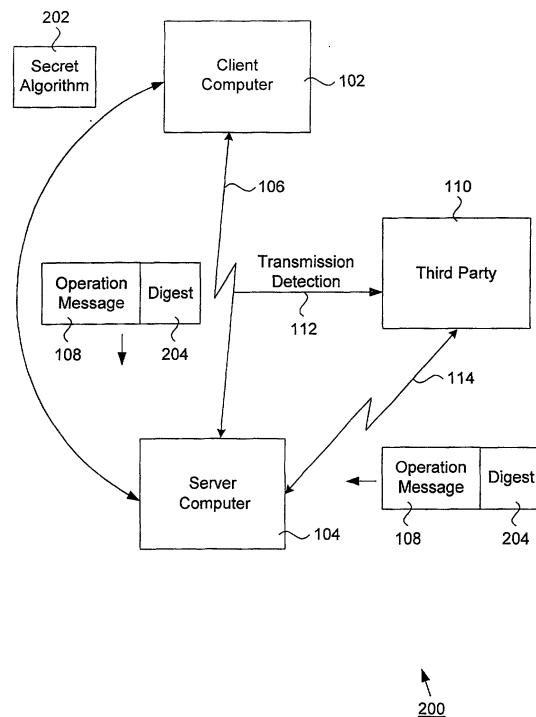 202
Secret
Algorithm
Client
Computer
102
106
110
Third Party
Transmission
Detection
112
Operation
Message
Digest
108
204
114
Server
Computer
104
Operation
Message
Digest
108
204
200